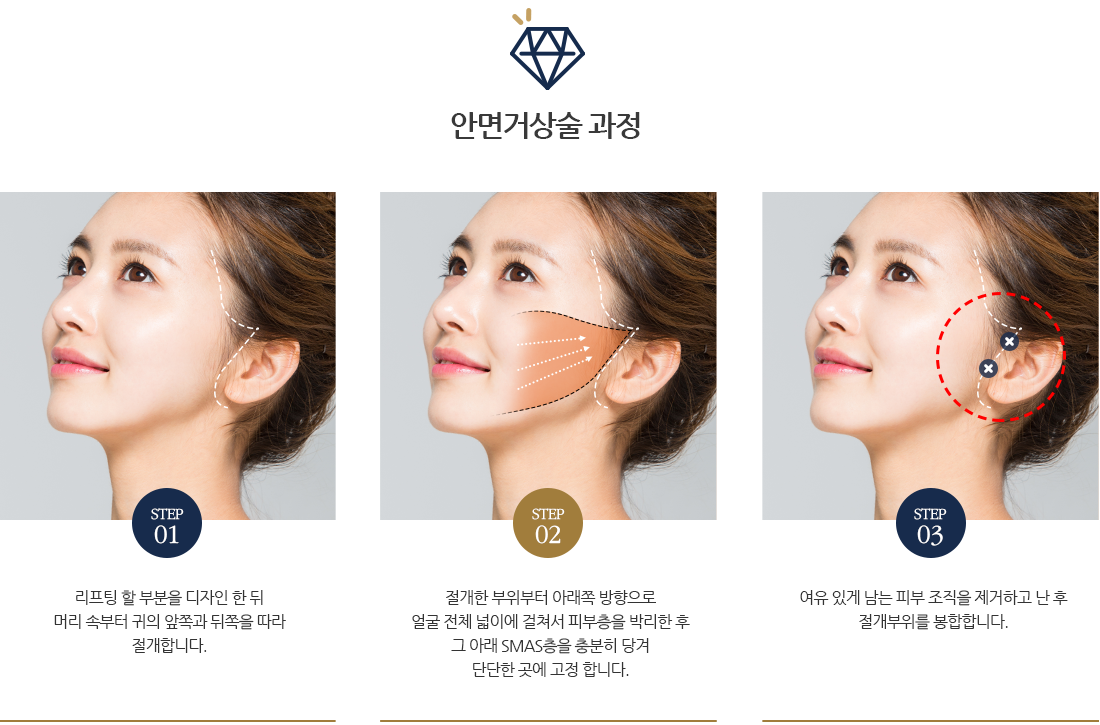 안면거상술 과정
STEP
01
리프팅 할 부분을 디자인 한 뒤
머리 속부터 귀의 앞쪽과 뒤쪽을 따라
절개합니다.
STEP
02
절개한 부위부터 아래쪽 방향으로
얼굴 전체 넓이에 걸쳐서 피부층을 박리한 후
그 아래 SMAS층을 충분히 당겨
단단한 곳에 고정 합니다.
STEP
03
여유 있게 남는 피부 조직을 제거하고 난 후
절개부위를 봉합합니다.